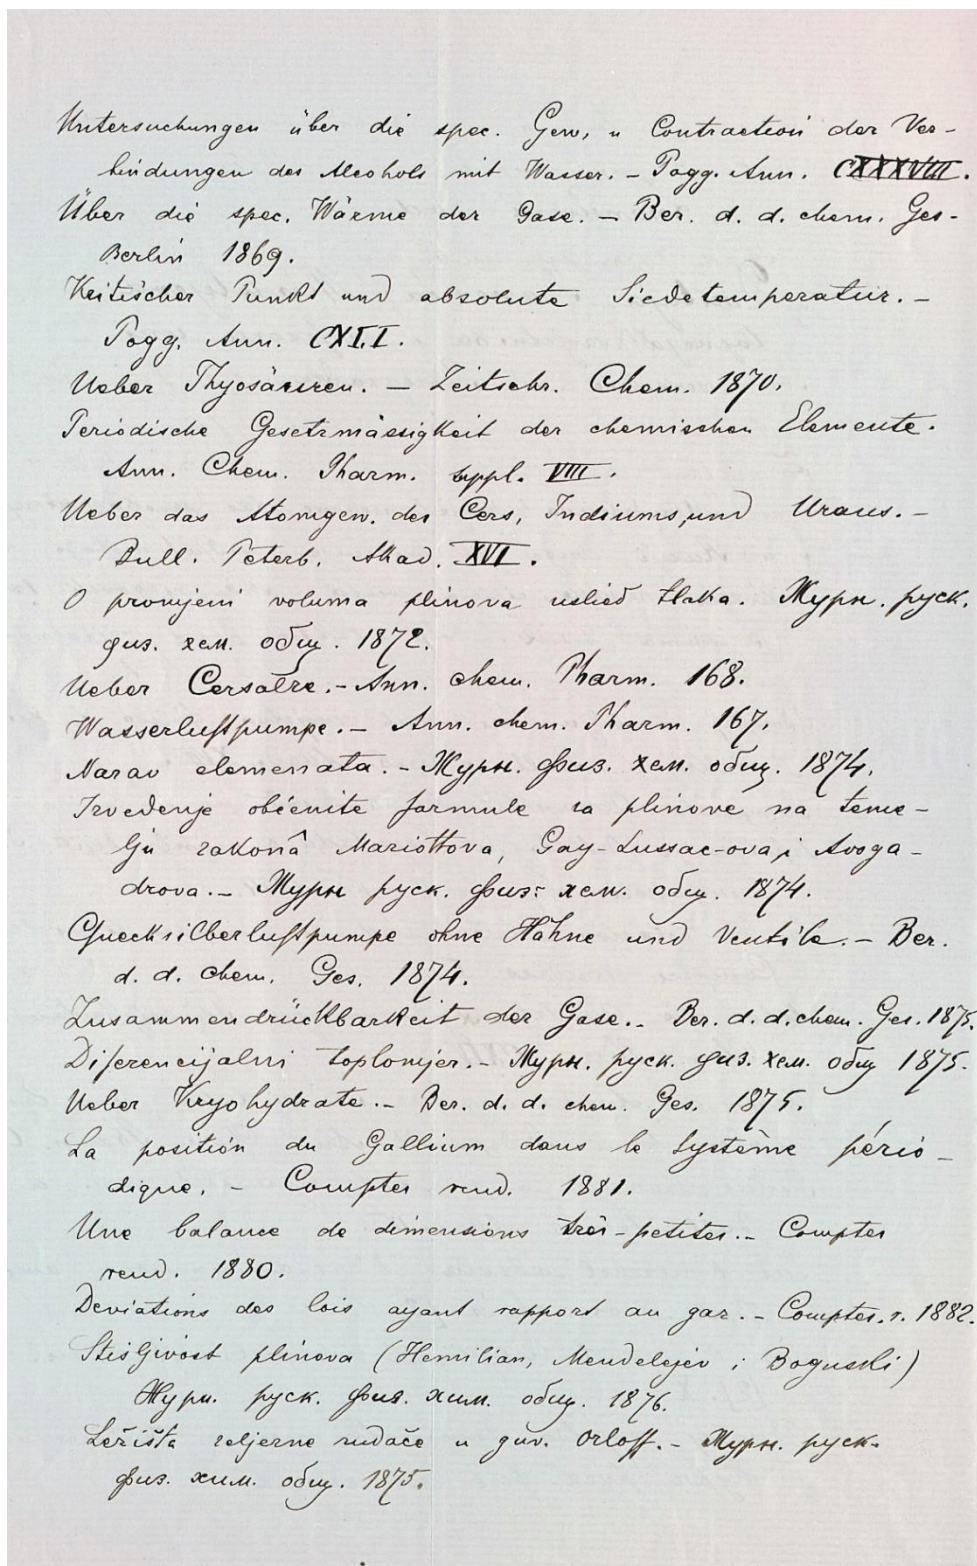 Untersuchungen über die spec. Gew, u Contraction der Ver-
bindungen des Alcohols mit Wasser. - Pogg. Ann. CXXXVIII.
Über die spec. Wärme der Gase. - Ber. d. d. chem. Ges-
Berlin 1869.
Kritischer Punkt und absolute Siedetemperatur. -
Pogg. Ann. CXLI.
Ueber Thyosäuren. - Zeitschr. Chem. 1870.
Periodische Gesetzmässigkeit der chemischen Elemente.
Ann. Chem. Pharm. suppl. VIII.
Ueber das Atomgew. des Cers, Indiums, und Urans. -
Bull. Peterb. Akad. XVI.
O promjeni voluma plinova uslied tlaka. Журн. руск.
физ. хем. общ. 1872.
Ueber Cersalze. - Ann. chem. Pharm. 168.
Wasserluftpumpe. - Ann. chem. Pharm. 167.
Narav elemenata. - Журн. Физ. хем. общ. 1874.
Izvedenje obćenite formule za plinove na teme-
lju zakonâ Mariottova, Gay-Lussac-ova i Avoga-
drova. - Журн руск. физ: хем. общ. 1874.
Quecksilberluftpumpe ohne Hähne und Ventile. - Ber.
d. d. chem. Ges. 1874.
Zusammendrückbarkeit der Gase. - Ber. d. d. chem. Ges. 1875.
Diferencijalni toplomjer. - Журн. руск. физ. хем. общ 1875.
Ueber Kryohydrate. - Ber. d. d. chem. Ges. 1875.
La position du Gallium dans le Système pério-
dique. - Comptes rend. 1881.
Une balance de dimensions très-petites. - Comptes
rend. 1880.
Deviations des lois ayant rapport au gaz. - Comptes. r. 1882.
Stisljivost plinova (Hemilian, Mendelejev i Boguski)
Журн. руск. физ. хим. общ. 1876.
Ležišta željezne rudače u guv. Orloff. - Журн. руск.
физ. хим. общ. 1875.